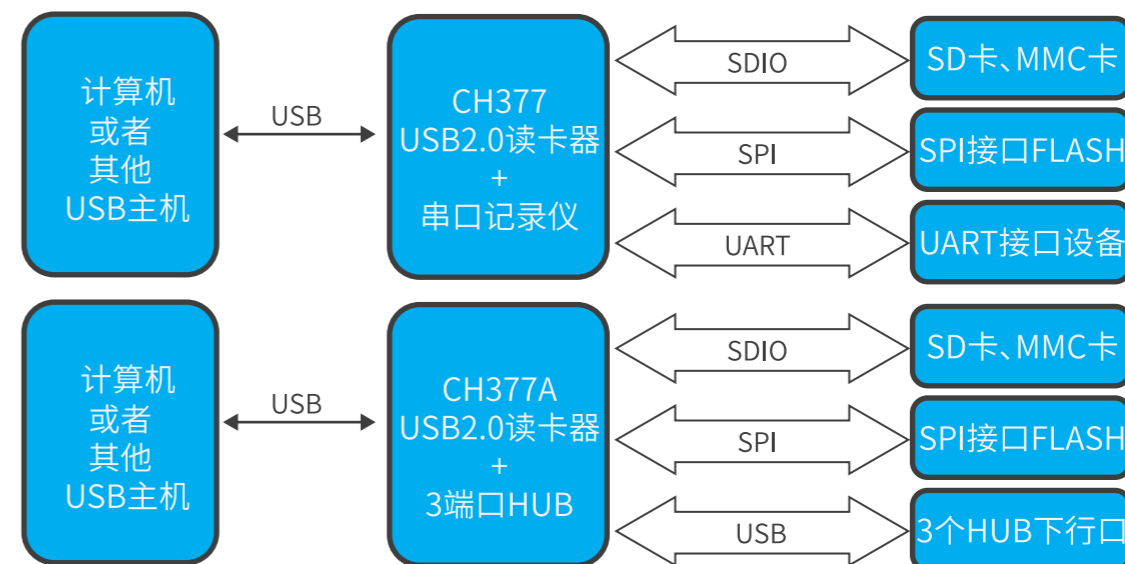 计算机
或者
其他
USB主机
USB
CH377
USB2.0读卡器
+
串口记录仪
SDIO
SD卡、MMC卡
SPI
SPI接口FLASH
UART
UART接口设备
计算机
或者
其他
USB主机
USB
CH377A
USB2.0读卡器
+
3端口HUB
SDIO
SD卡、MMC卡
SPI
SPI接口FLASH
USB
3个HUB下行口